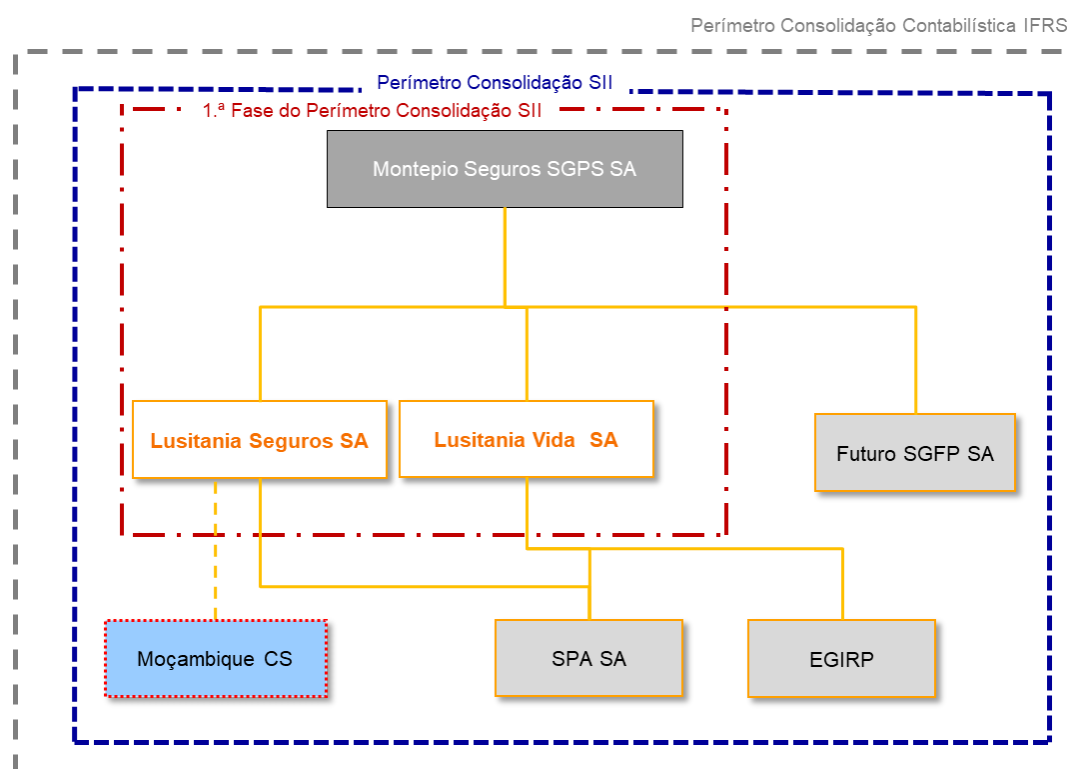 Perímetro Consolidação Contabilística IFRS
Perímetro Consolidação SII
1.ª Fase do Perímetro Consolidação SII
Montepio Seguros SGPS SA
Lusitania Seguros SA
Lusitania Vida SA
Futuro SGFP SA
Moçambique CS
SPA SA
EGIRP